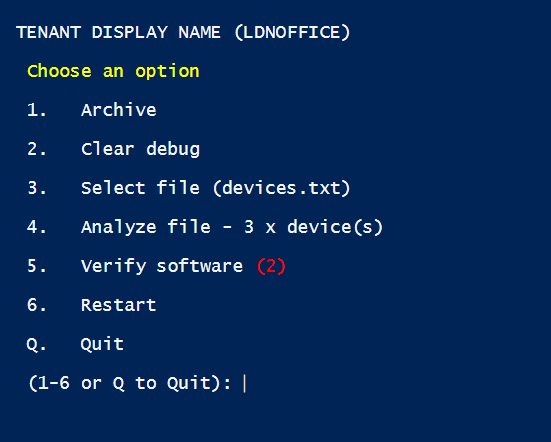 TENANT DISPLAY NAME (LDNOFFICE)
Choose an option
1. Archive
2. Clear debug
3. Select file (devices.txt)
4. Analyze file - 3 x device(s)
5. Verify software (2)
6. Restart
Q. Quit
(1-6 or Q to Quit):